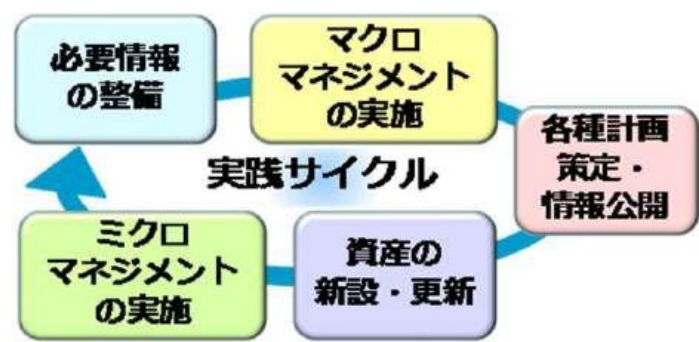 必要情報
の整備
マクロ
マネジメント
の実施
各種計画
策定・
情報公開
実践サイクル
ミクロ
マネジメント
の実施
資産の
新設・更新